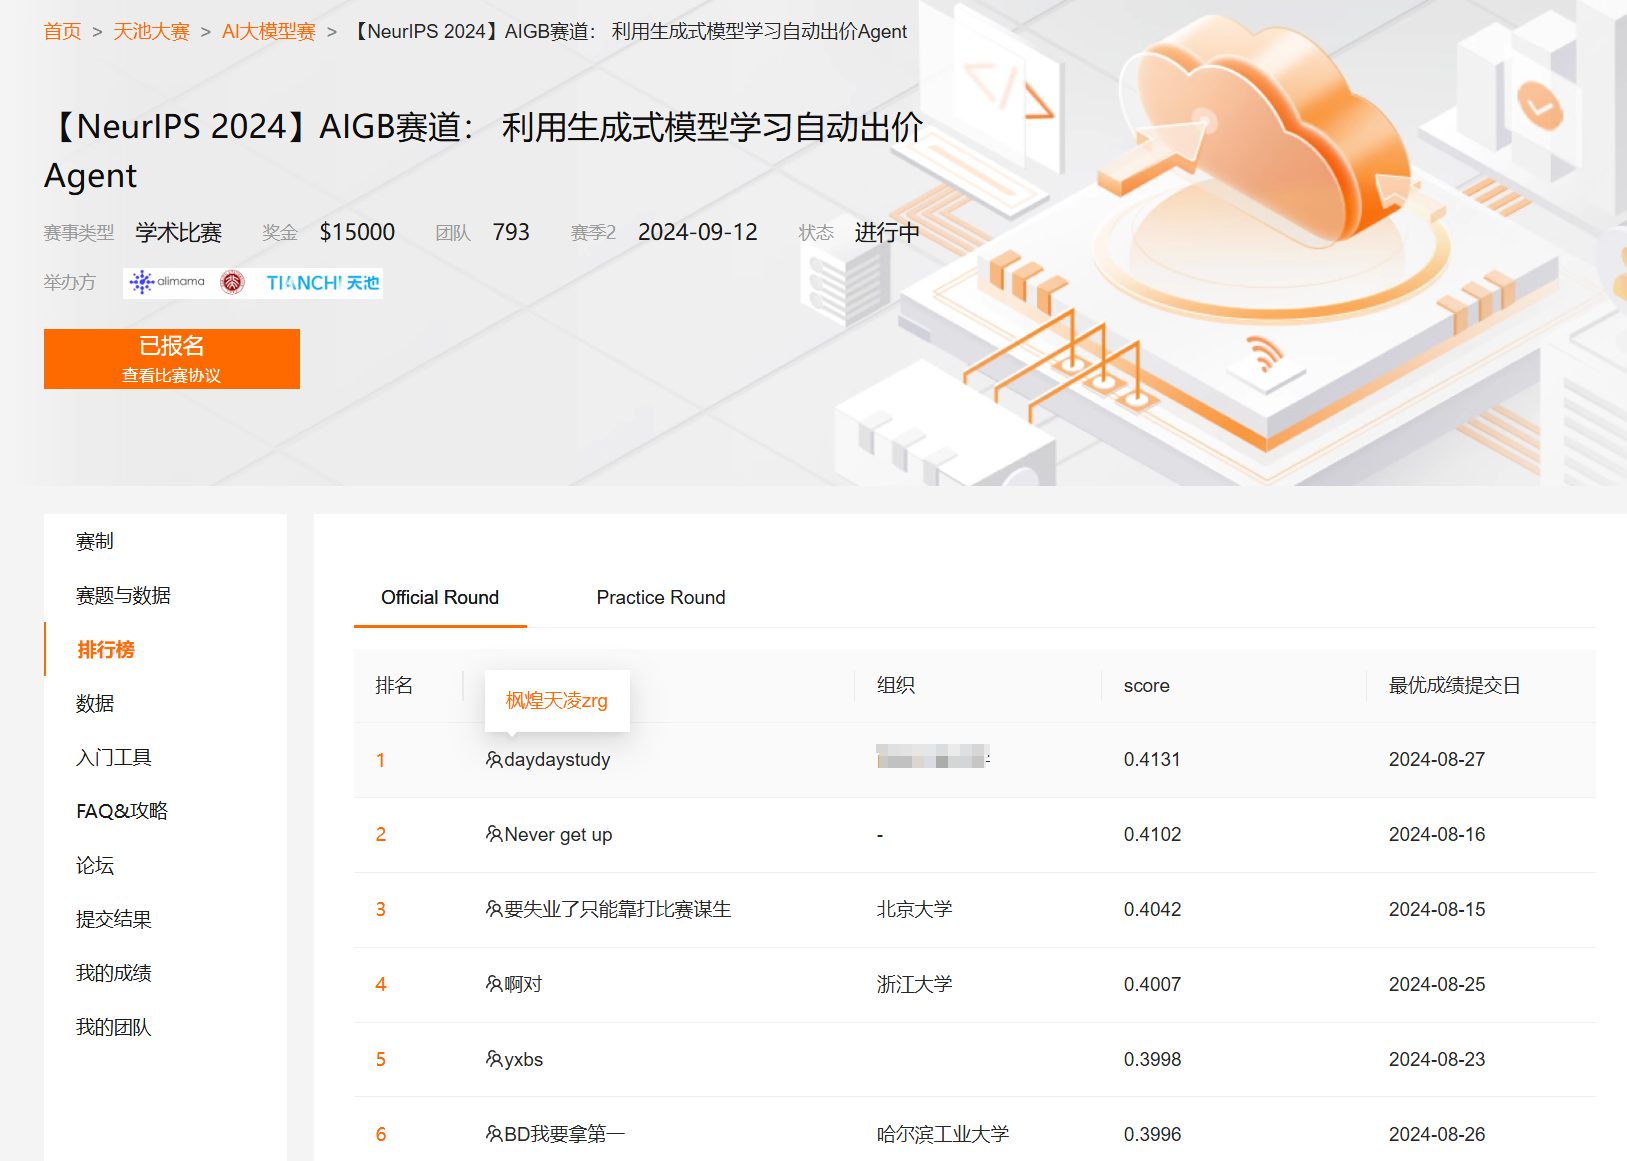 首页 > 天池大赛 > AI大模型赛 > 【NeurIPS 2024】AIGB赛道： 利用生成式模型学习自动出价Agent
【NeurIPS 2024】AIGB赛道： 利用生成式模型学习自动出价
Agent
赛事类型 学术比赛 奖金 $15000 团队 793 赛季2 2024-09-12 状态 进行中
举办方 alimama TIANCHI 天池
已报名
查看比赛协议
赛制
赛题与数据
排行榜
数据
入门工具
FAQ&攻略
论坛
提交结果
我的成绩
我的团队
Official Round Practice Round
排名 组织 score 最优成绩提交日
枫煌天凌zrg
1 daydaystudy 0.4131 2024-08-27
2 Never get up - 0.4102 2024-08-16
3 要失业了只能靠打比赛谋生 北京大学 0.4042 2024-08-15
4 啊对 浙江大学 0.4007 2024-08-25
5 yxbs 0.3998 2024-08-23
6 BD我要拿第一 哈尔滨工业大学 0.3996 2024-08-26